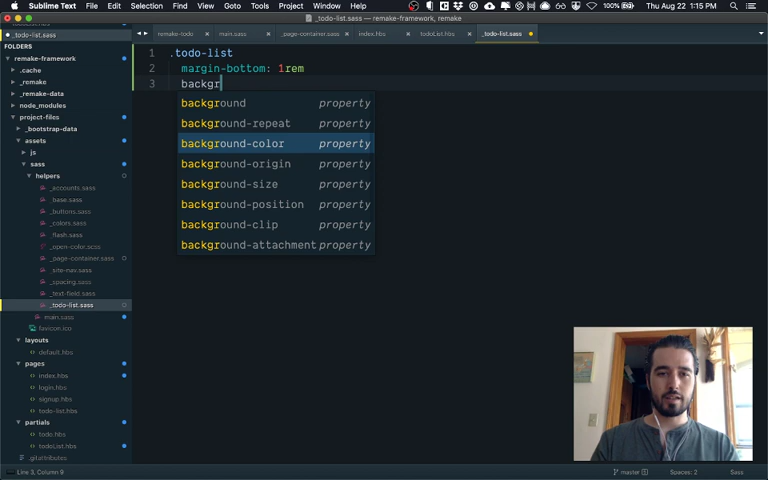 Sublime Text File Edit Selection Find View Goto Tools Project Window Help 100% Thu Aug 22 1:15 PM
_todo-list.sass — remake-framework, remake
_todo-list.sass
remake-todo main.sass _page-container.sass index.hbs todoList.hbs _todo-list.sass
FOLDERS
remake-framework
.cache
_remake
_remake-data
node_modules
project-files
_bootstrap-data
assets
js
sass
helpers
_accounts.sass
_base.sass
_buttons.sass
_colors.sass
_flash.sass
_open-color.scss
_page-container.sass
_site-nav.sass
_spacing.sass
_text-field.sass
_todo-list.sass
main.sass
favicon.ico
layouts
default.hbs
pages
index.hbs
login.hbs
signup.hbs
todo-list.hbs
partials
todo.hbs
todoList.hbs
.gitattributes
1 .todo-list
2 margin-bottom: 1rem
3 backgr
background property
background-repeat property
background-color property
background-origin property
background-size property
background-position property
background-clip property
background-attachment property
Line 3, Column 9 master Spaces: 2 Sass